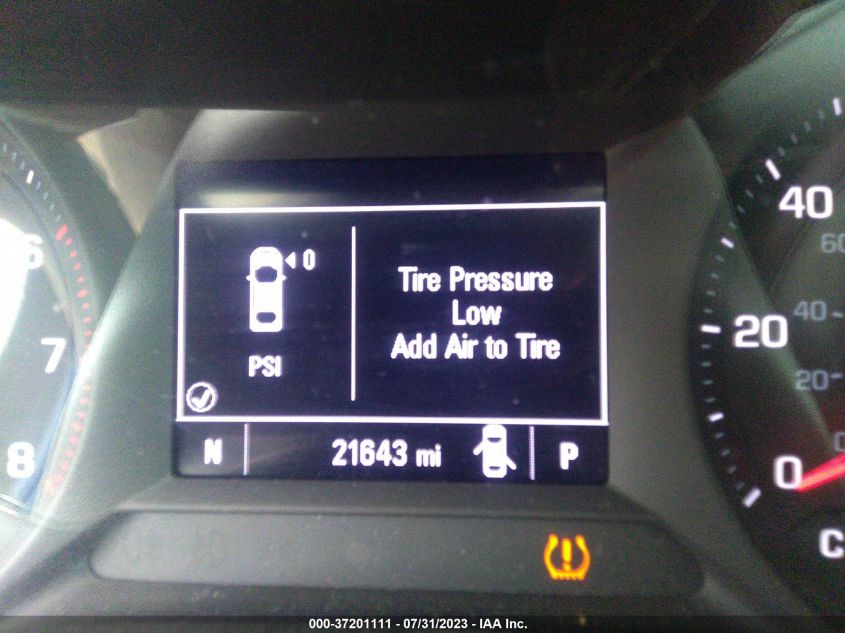 0
PSI
Tire Pressure
Low
Add Air to Tire
N 21643 mi P
6
7
8
40
20
0
60
40
20
0
C
000-37201111 - 07/31/2023 - IAA Inc.